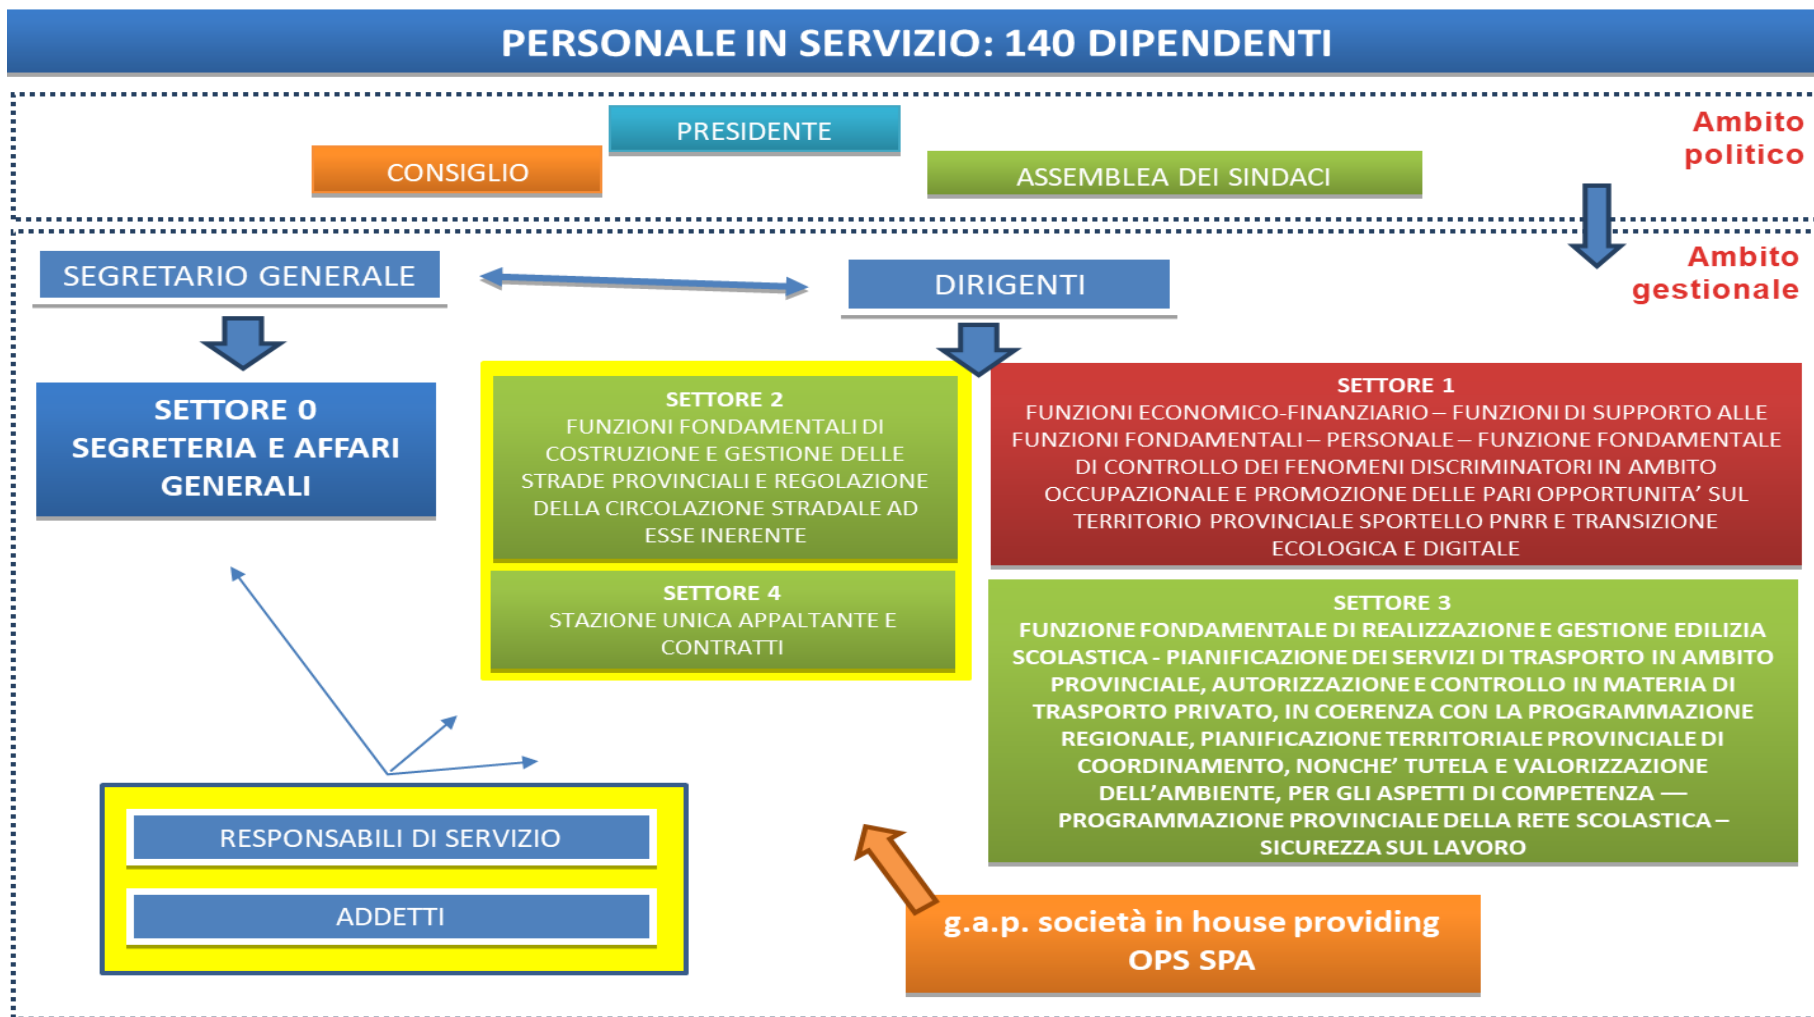 PERSONALE IN SERVIZIO: 140 DIPENDENTI
PRESIDENTE
CONSIGLIO
ASSEMBLEA DEI SINDACI
Ambito
politico
Ambito
gestionale
SEGRETARIO GENERALE
DIRIGENTI
SETTORE 0
SEGRETERIA E AFFARI
GENERALI
SETTORE 2
FUNZIONI FONDAMENTALI DI
COSTRUZIONE E GESTIONE DELLE
STRADE PROVINCIALI E REGOLAZIONE
DELLA CIRCOLAZIONE STRADALE AD
ESSE INERENTE
SETTORE 4
STAZIONE UNICA APPALTANTE E
CONTRATTI
SETTORE 1
FUNZIONI ECONOMICO-FINANZIARIO – FUNZIONI DI SUPPORTO ALLE
FUNZIONI FONDAMENTALI – PERSONALE – FUNZIONE FONDAMENTALE
DI CONTROLLO DEI FENOMENI DISCRIMINATORI IN AMBITO
OCCUPAZIONALE E PROMOZIONE DELLE PARI OPPORTUNITA’ SUL
TERRITORIO PROVINCIALE SPORTELLO PNRR E TRANSIZIONE
ECOLOGICA E DIGITALE
SETTORE 3
FUNZIONE FONDAMENTALE DI REALIZZAZIONE E GESTIONE EDILIZIA
SCOLASTICA - PIANIFICAZIONE DEI SERVIZI DI TRASPORTO IN AMBITO
PROVINCIALE, AUTORIZZAZIONE E CONTROLLO IN MATERIA DI
TRASPORTO PRIVATO, IN COERENZA CON LA PROGRAMMAZIONE
REGIONALE, PIANIFICAZIONE TERRITORIALE PROVINCIALE DI
COORDINAMENTO, NONCHE’ TUTELA E VALORIZZAZIONE
DELL’AMBIENTE, PER GLI ASPETTI DI COMPETENZA —
PROGRAMMAZIONE PROVINCIALE DELLA RETE SCOLASTICA –
SICUREZZA SUL LAVORO
RESPONSABILI DI SERVIZIO
ADDETTI
g.a.p. società in house providing
OPS SPA